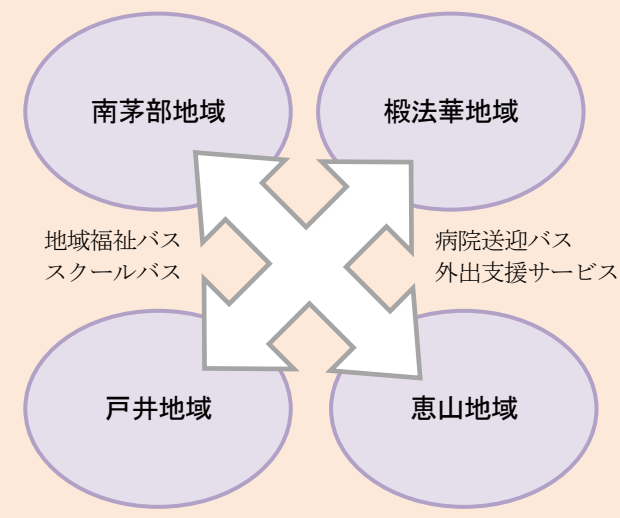 南茅部地域
椴法華地域
地域福祉バス
スクールバス
病院送迎バス
外出支援サービス
戸井地域
恵山地域